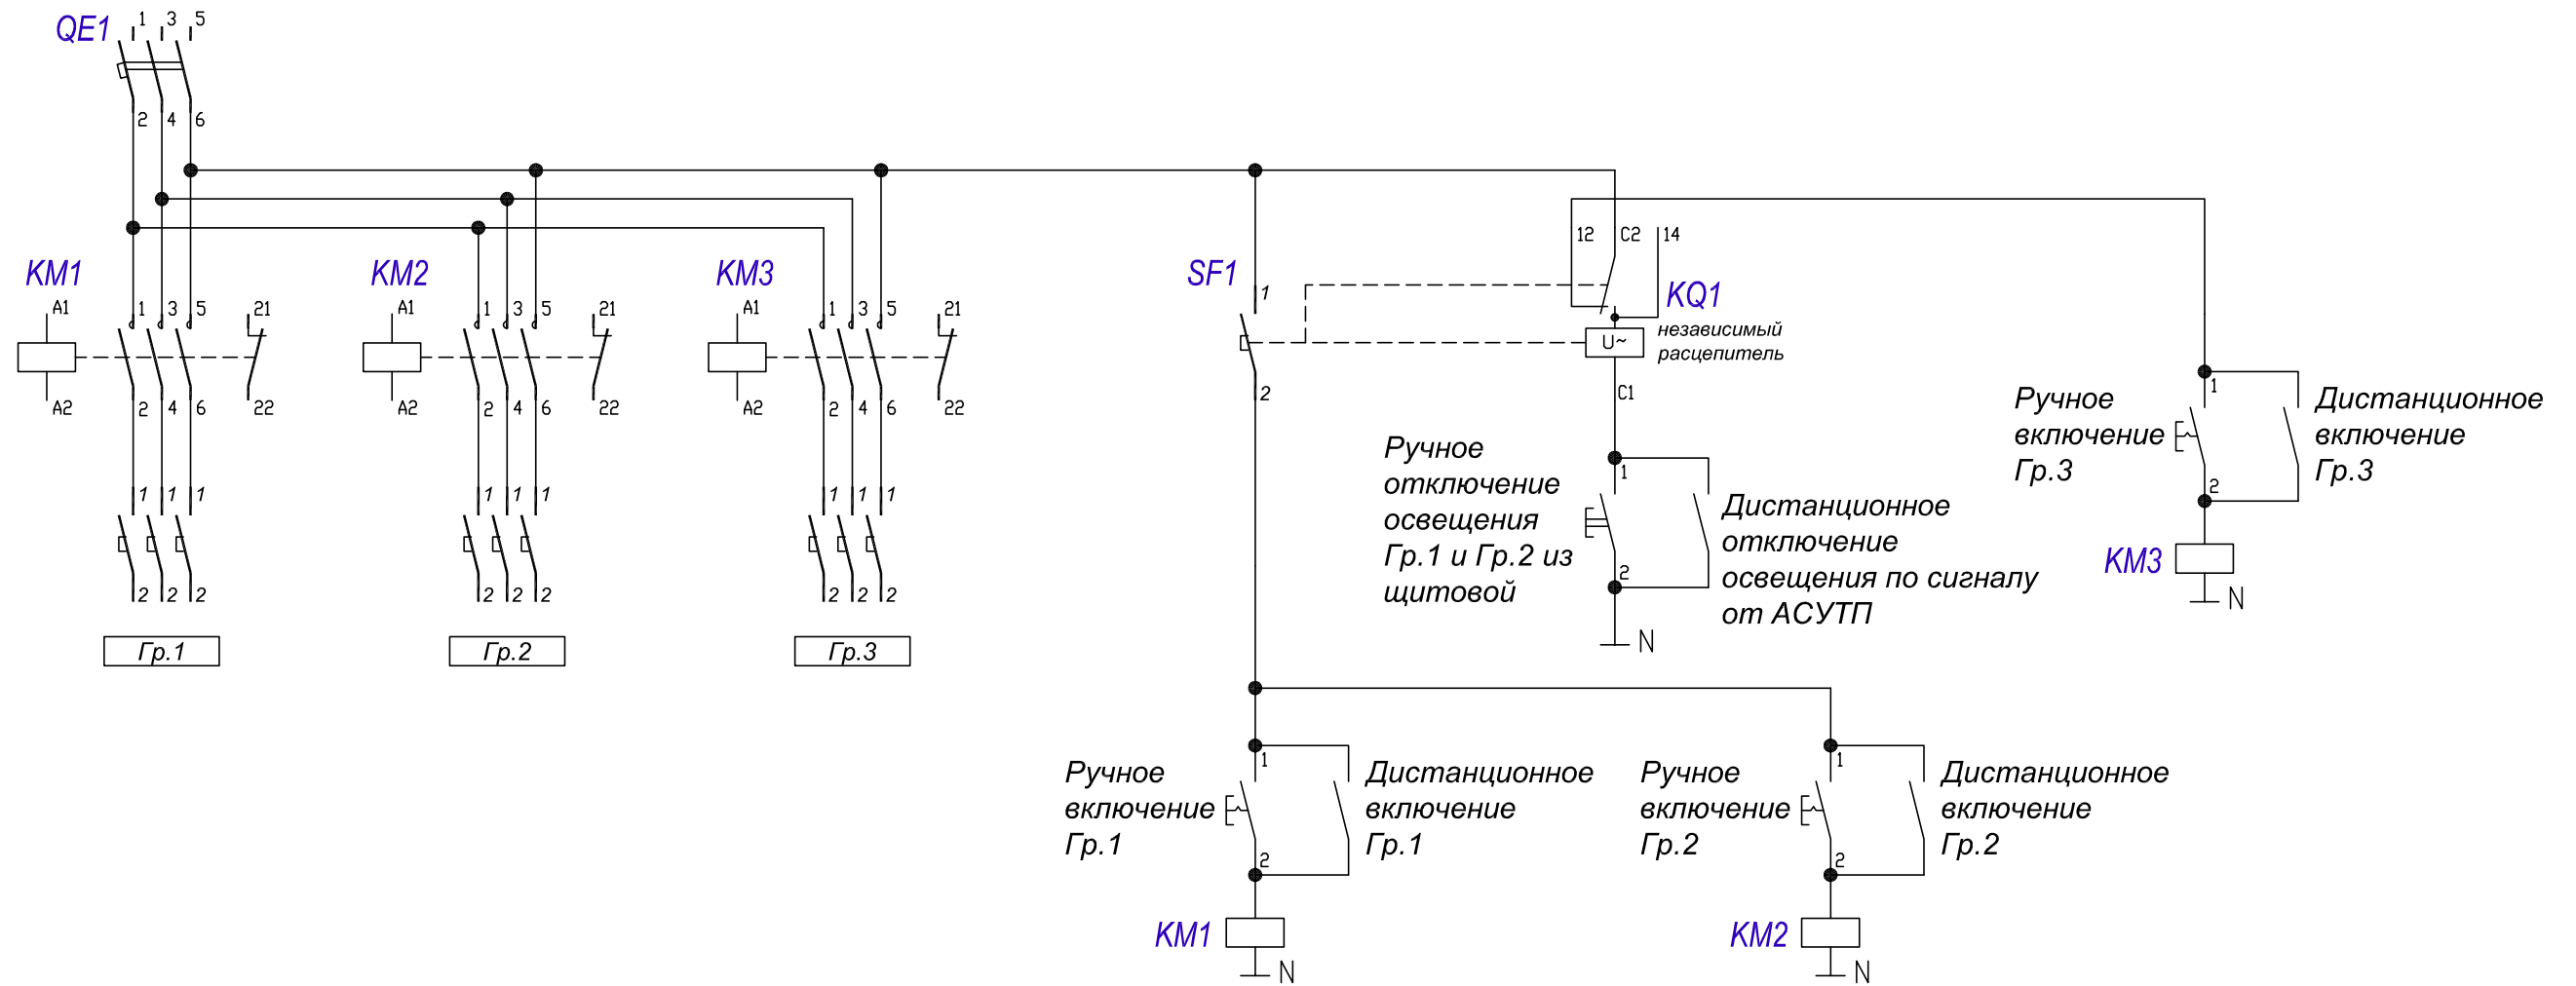 QE1 1 3 5
2 4 6
12 C2 14
KM1 KM2 KM3 SF1 KQ1
A1 1 3 5 21 A1 1 3 5 21 A1 1 3 5 21 1
независимый
U~ расцепитель
A2 2 4 6 22 A2 2 4 6 22 A2 2 4 6 22 2 C1
1
Ручное
включение
Гр.3
2
Дистанционное
включение
Гр.3
KM3
N
Ручное
отключение
освещения
Гр.1 и Гр.2 из
щитовой
1
2
N
Дистанционное
отключение
освещения по сигналу
от АСУТП
1 1 1 1 1 1 1 1 1
2 2 2 2 2 2 2 2 2
Гр.1 Гр.2 Гр.3
1
Ручное
включение
Гр.1
2
Дистанционное
включение
Гр.1
KM1
N
1
Ручное
включение
Гр.2
2
Дистанционное
включение
Гр.2
KM2
N